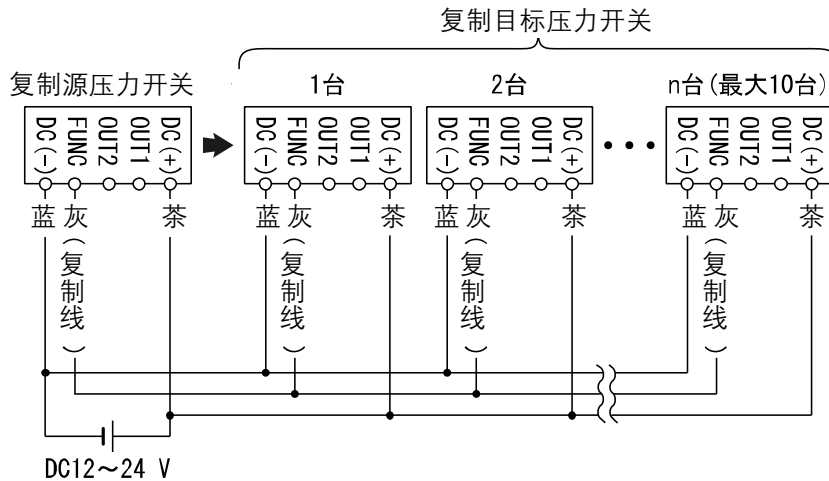 复制目标压力开关
复制源压力开关
1台
2台
n台(最大10台)
DC(-)
FUNC
OUT2
OUT1
DC(+)
DC(-)
FUNC
OUT2
OUT1
DC(+)
DC(-)
FUNC
OUT2
OUT1
DC(+)
DC(-)
FUNC
OUT2
OUT1
DC(+)
蓝 灰 茶
蓝 灰 茶
蓝 灰 茶
蓝 灰 茶
(复制线)
(复制线)
(复制线)
(复制线)
DC12～24 V